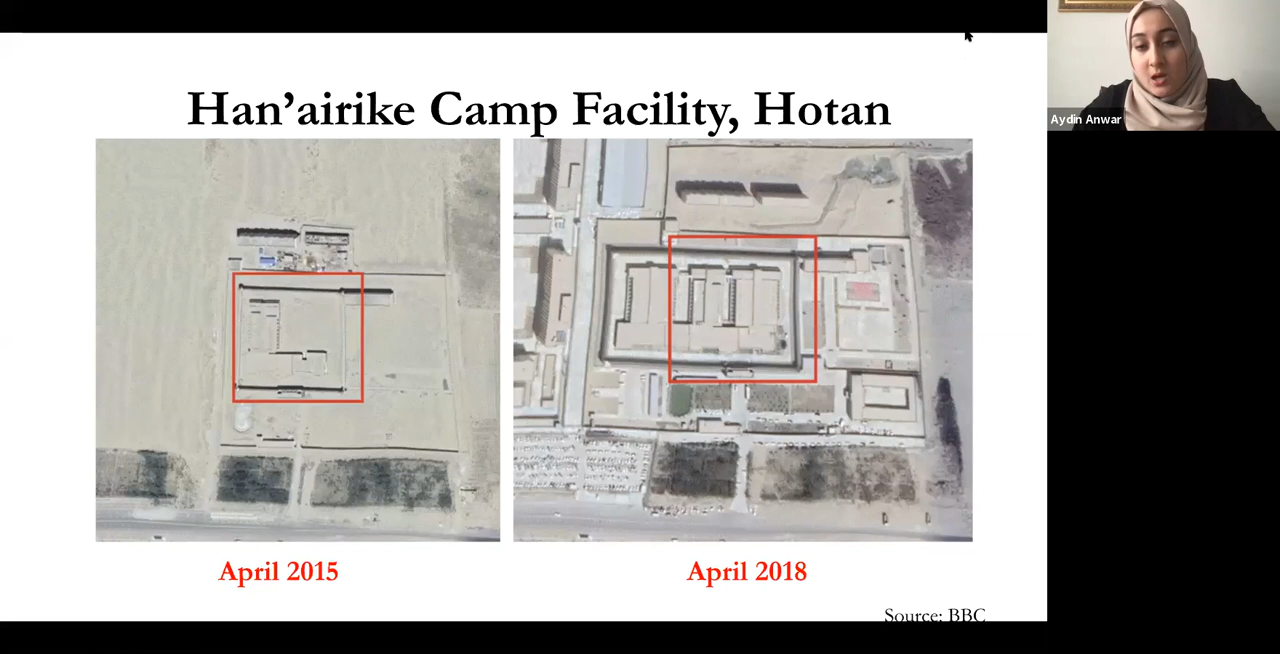 Han’airike Camp Facility, Hotan
Aydin Anwar
April 2015
April 2018
Source: BBC